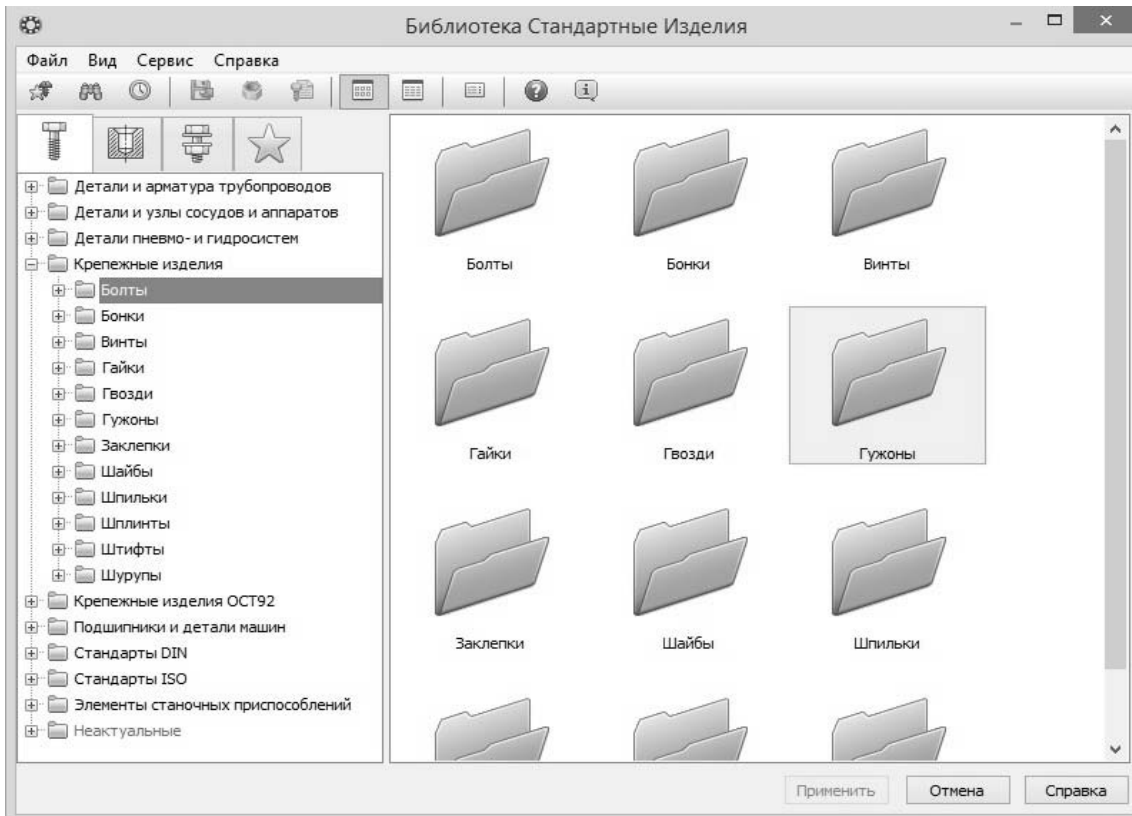 Библиотека Стандартные Изделия
Файл Вид Сервис Справка
Детали и арматура трубопроводов
Детали и узлы сосудов и аппаратов
Детали пневмо- и гидросистем
Крепежные изделия
Болты
Бонки
Винты
Гайки
Гвозди
Гужоны
Заклепки
Шайбы
Шпильки
Шплинты
Штифты
Шурупы
Крепежные изделия ОСТ92
Подшипники и детали машин
Стандарты DIN
Стандарты ISO
Элементы станочных приспособлений
Неактуальные
Болты Бонки Винты
Гайки Гвозди Гужоны
Заклепки Шайбы Шпильки
Применить Отмена Справка